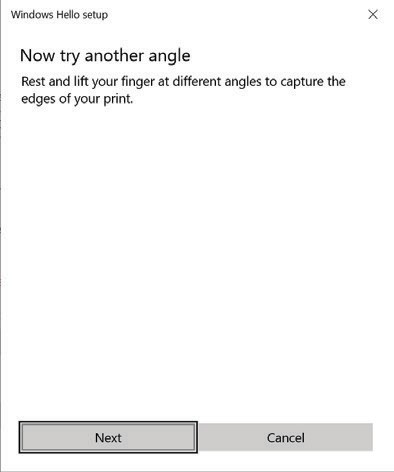 Windows Hello setup
Now try another angle
Rest and lift your finger at different angles to capture the
edges of your print.
Next
Cancel